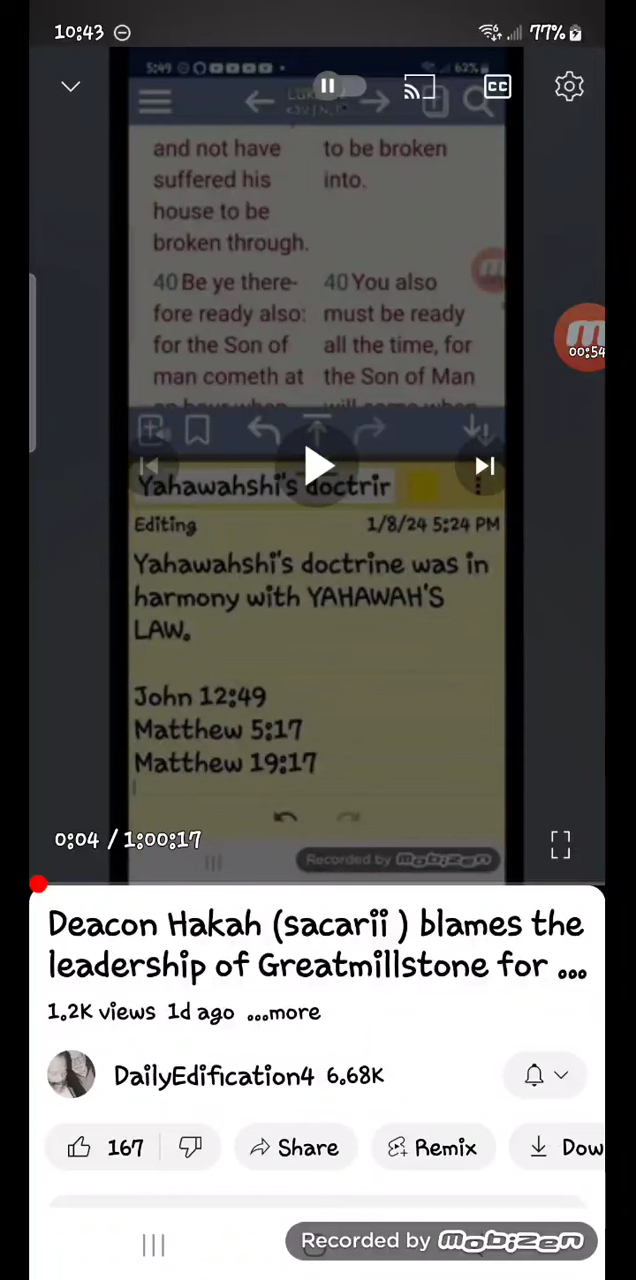 10:43
77%
5:49
62%
CC
and not have
suffered his
house to be
broken through.
to be broken
into.
40 Be ye there-
fore ready also:
for the Son of
man cometh at
40 You also
must be ready
all the time, for
the Son of Man
00:54
Yahawahshi's doctrir
Editing
1/8/24 5:24 PM
Yahawahshi's doctrine was in
harmony with YAHAWAH'S
LAW.
John 12:49
Matthew 5:17
Matthew 19:17
0:04 / 1:00:17
Recorded by mobizen
Deacon Hakah (sacarii ) blames the
leadership of Greatmillstone for ...
1.2K views 1d ago ...more
DailyEdification4 6.68K
167
Share
Remix
Dow
Recorded by mobizen